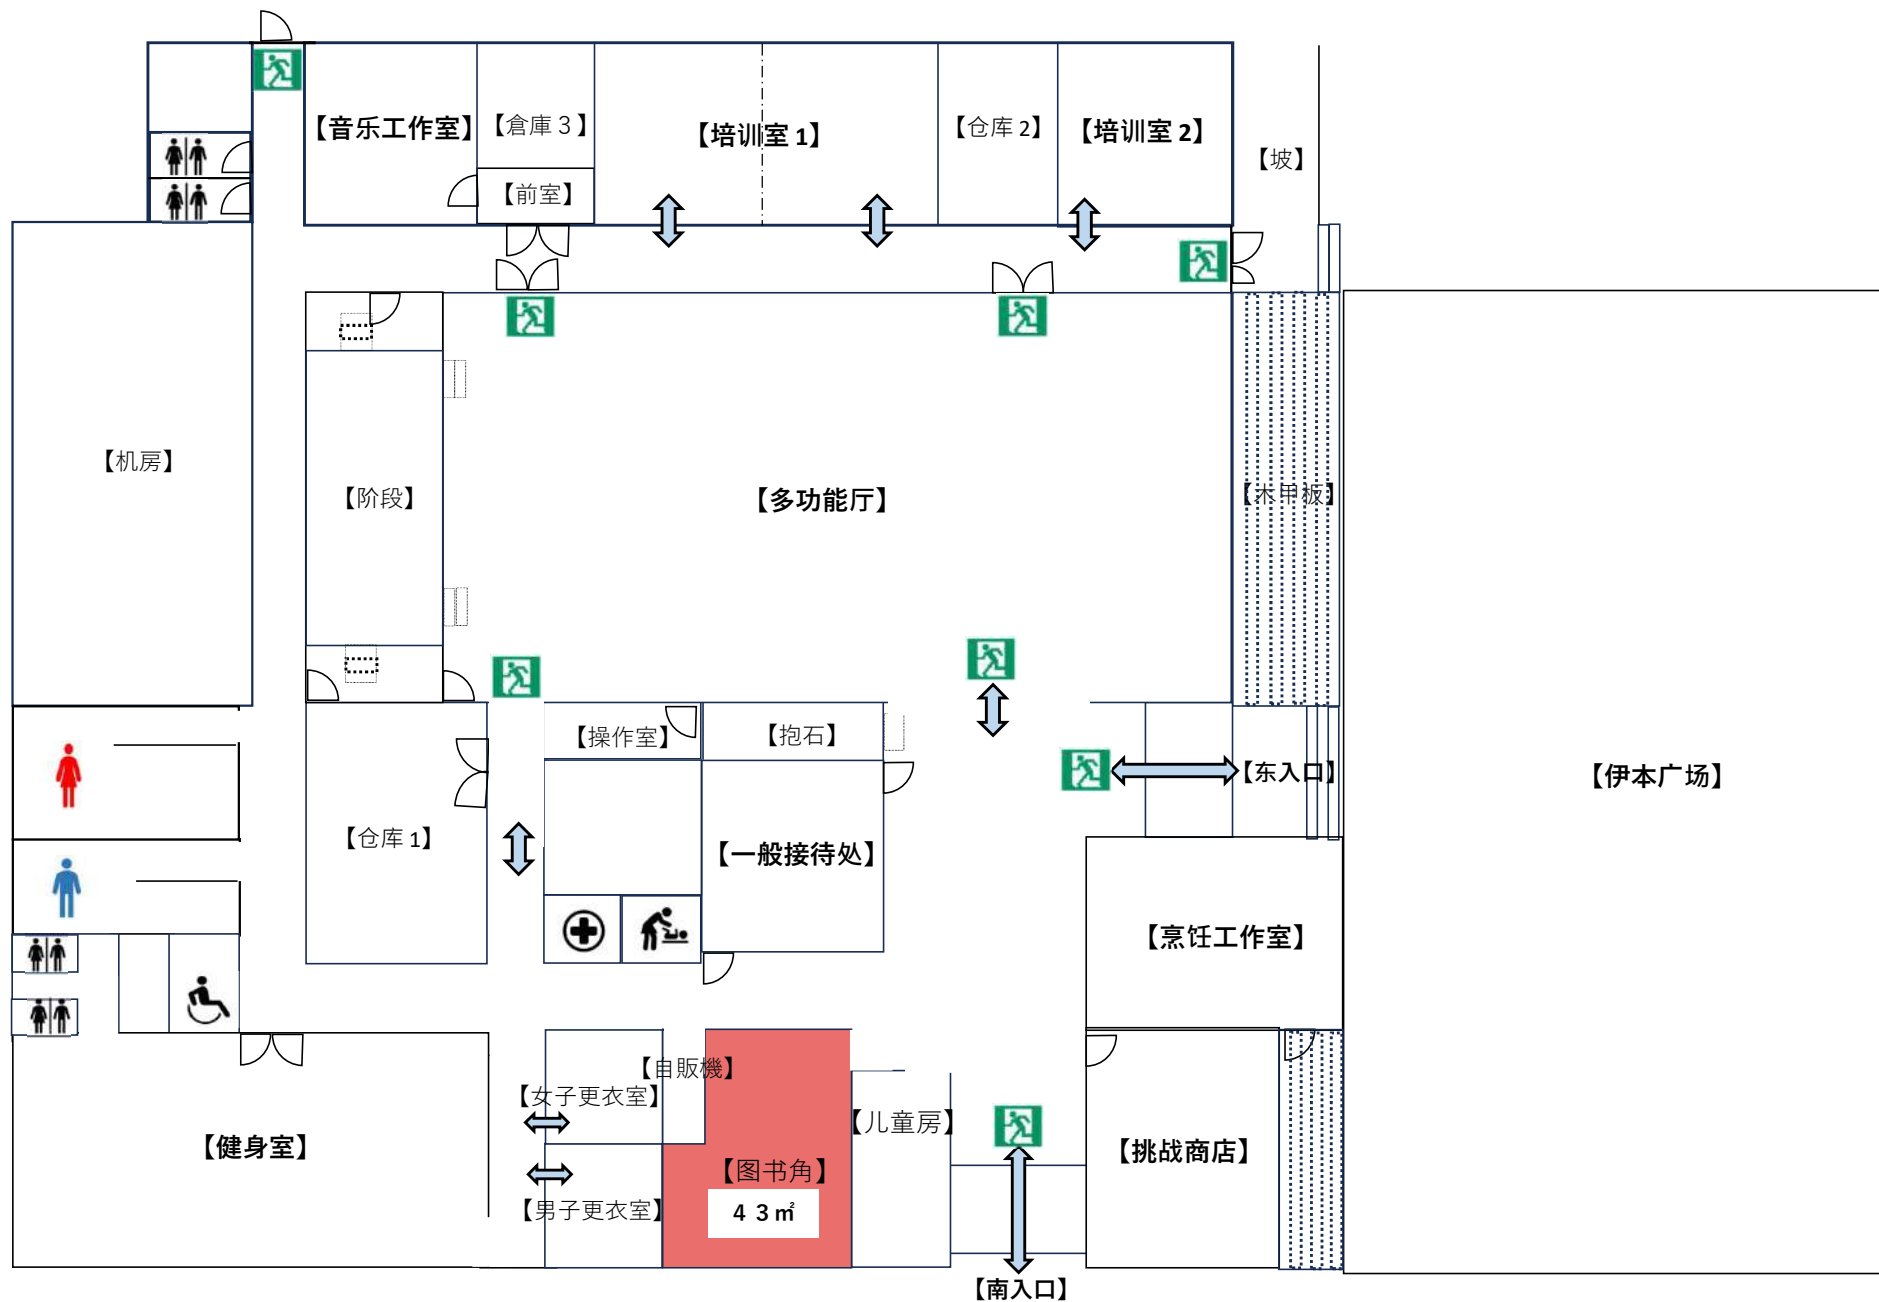 【音乐工作室】
【倉庫３】
【前室】
【培训室 1】
【仓库 2】
【培训室 2】
【坡】
【机房】
【阶段】
【多功能厅】
【木甲板】
【操作室】
【抱石】
【东入口】
【伊本广场】
【仓库 1】
【一般接待处】
【烹饪工作室】
【自販機】
【女子更衣室】
【儿童房】
【健身室】
【挑战商店】
【图书角】
【男子更衣室】
４３㎡
【南入口】